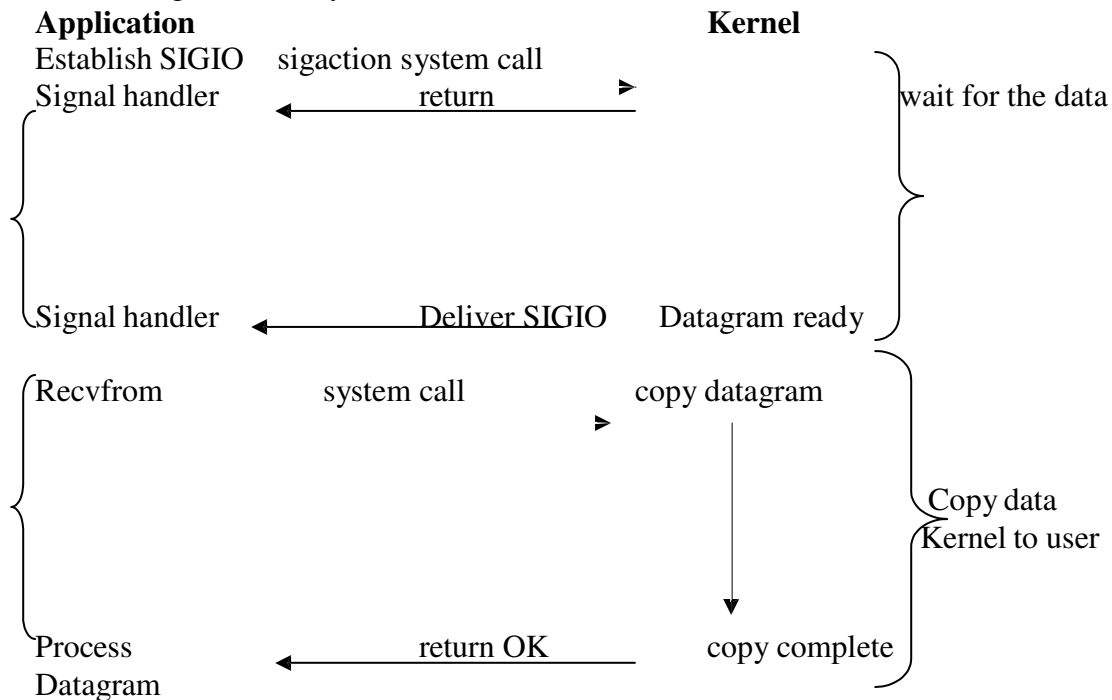 Application Kernel
Establish SIGIO sigaction system call
Signal handler return wait for the data
Signal handler Deliver SIGIO Datagram ready
Recvfrom system call copy datagram
Copy data
Kernel to user
Process return OK copy complete
Datagram